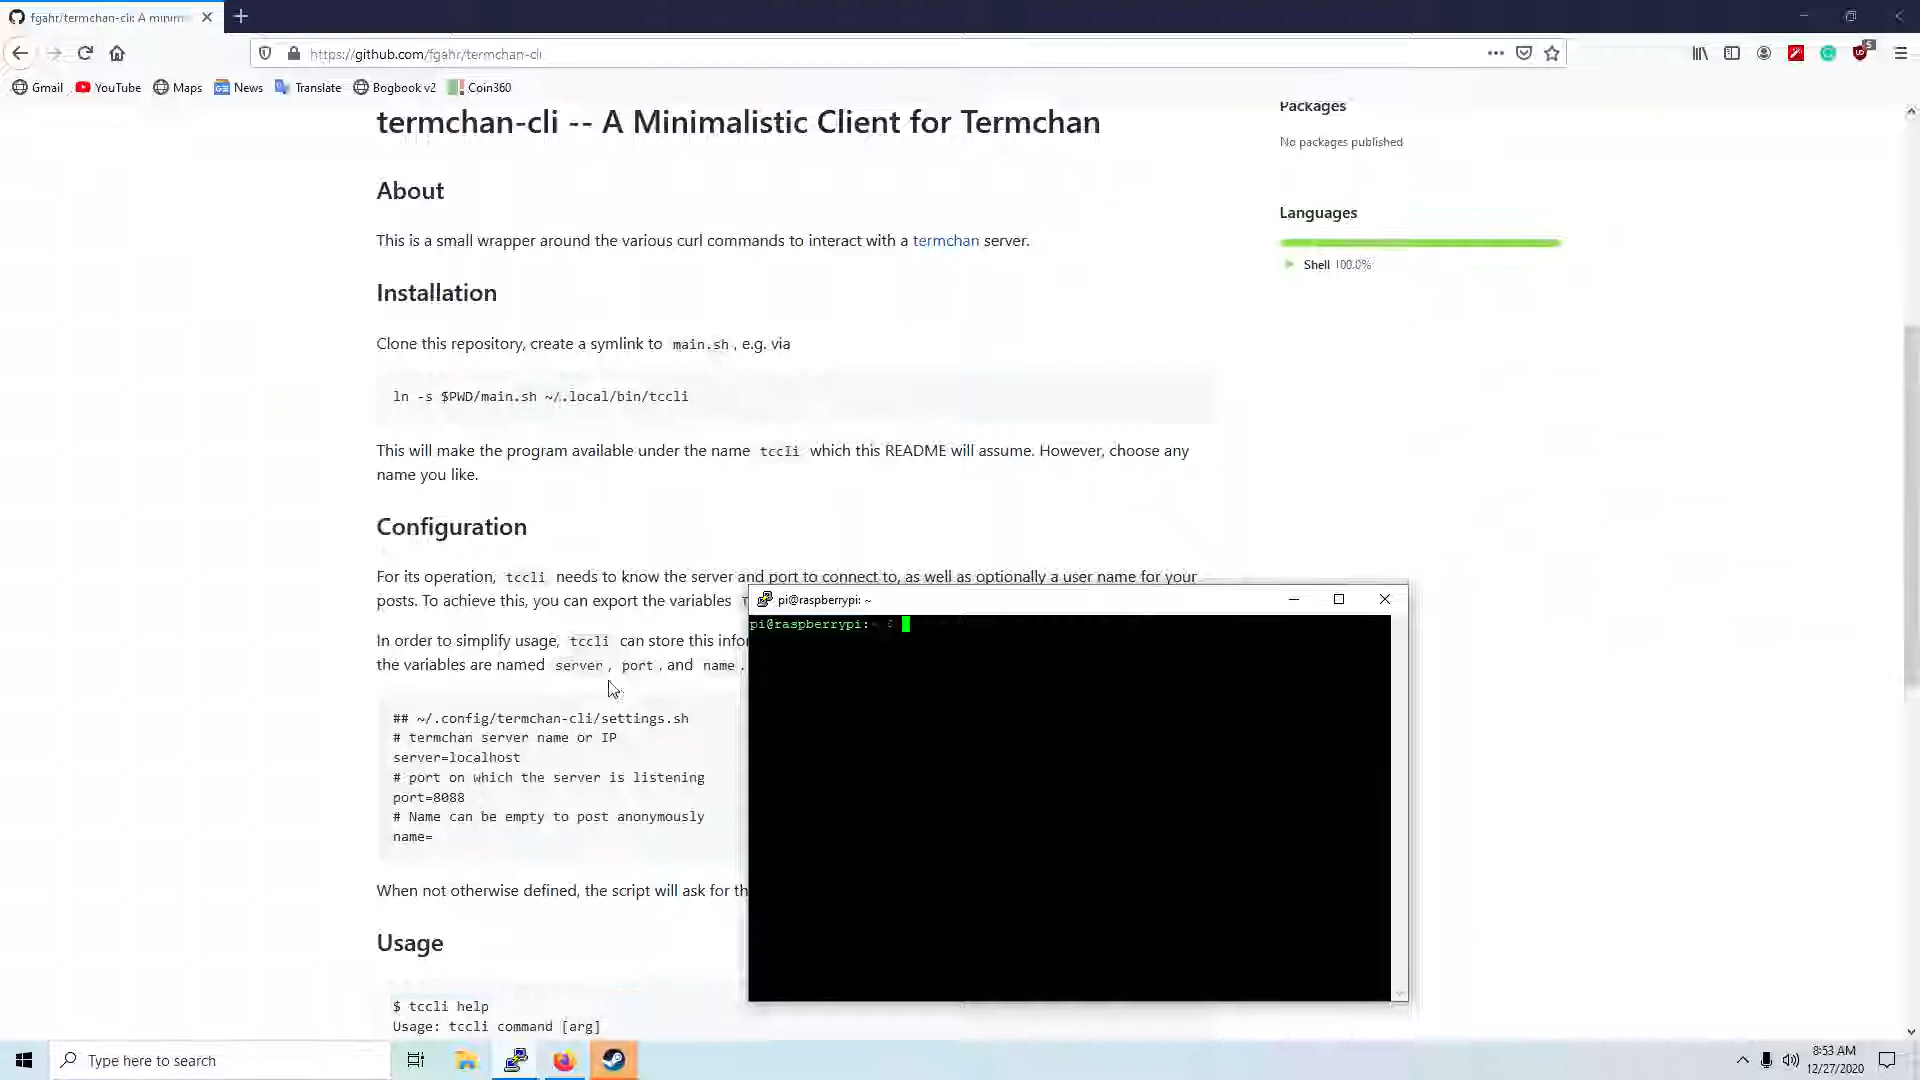 fgahr/termchan-cli: A minim
https://github.com/fgahr/termchan-cli
5
Gmail YouTube Maps News Translate Bogbook v2 Coin360
termchan-cli -- A Minimalistic Client for Termchan
About
This is a small wrapper around the various curl commands to interact with a termchan server.
Installation
Clone this repository, create a symlink to main.sh, e.g. via
ln -s $PWD/main.sh ~/.local/bin/tccli
This will make the program available under the name tccli which this README will assume. However, choose any
name you like.
Configuration
For its operation, tccli needs to know the server and port to connect to, as well as optionally a user name for your
posts. To achieve this, you can export the variables
In order to simplify usage, tccli can store this
the variables are named server, port, and name.
## ~/.config/termchan-cli/settings.sh
# termchan server name or IP
server=localhost
# port on which the server is listening
port=8088
# Name can be empty to post anonymously
name=
When not otherwise defined, the script will ask for
Usage
$ tccli help
Usage: tccli command [arg]
Packages
No packages published
Languages
Shell 100.0%
pi@raspberrypi: ~
pi@raspberrypi: ~ $
Type here to search
8:53 AM
12/27/2020